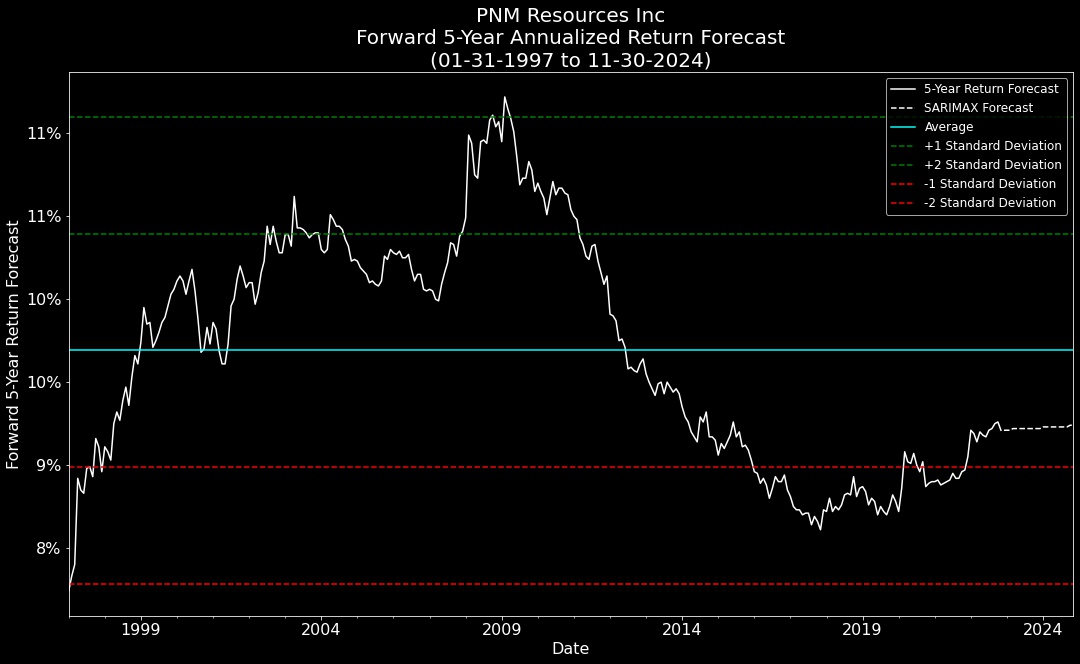 PNM Resources Inc
Forward 5-Year Annualized Return Forecast
(01-31-1997 to 11-30-2024)
5-Year Return Forecast
SARIMAX Forecast
Average
+1 Standard Deviation
+2 Standard Deviation
-1 Standard Deviation
-2 Standard Deviation
Forward 5-Year Return Forecast
11%
11%
10%
10%
9%
8%
1999
2004
2009
2014
2019
2024
Date